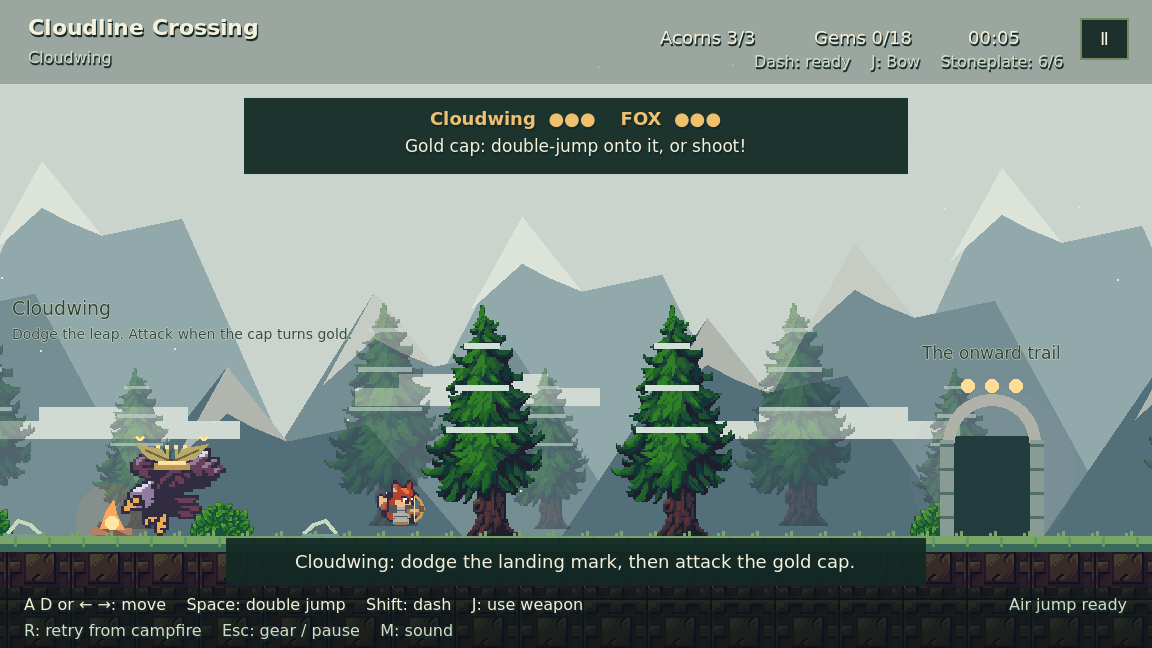 Cloudline Crossing
Cloudwing
Acorns 3/3 Gems 0/18 00:05
Dash: ready J: Bow Stoneplate: 6/6
Cloudwing ●●● FOX ●●●
Gold cap: double-jump onto it, or shoot!
Cloudwing
Dodge the leap. Attack when the cap turns gold.
The onward trail
Cloudwing: dodge the landing mark, then attack the gold cap.
A D or ← →: move Space: double jump Shift: dash J: use weapon
Air jump ready
R: retry from campfire Esc: gear / pause M: sound